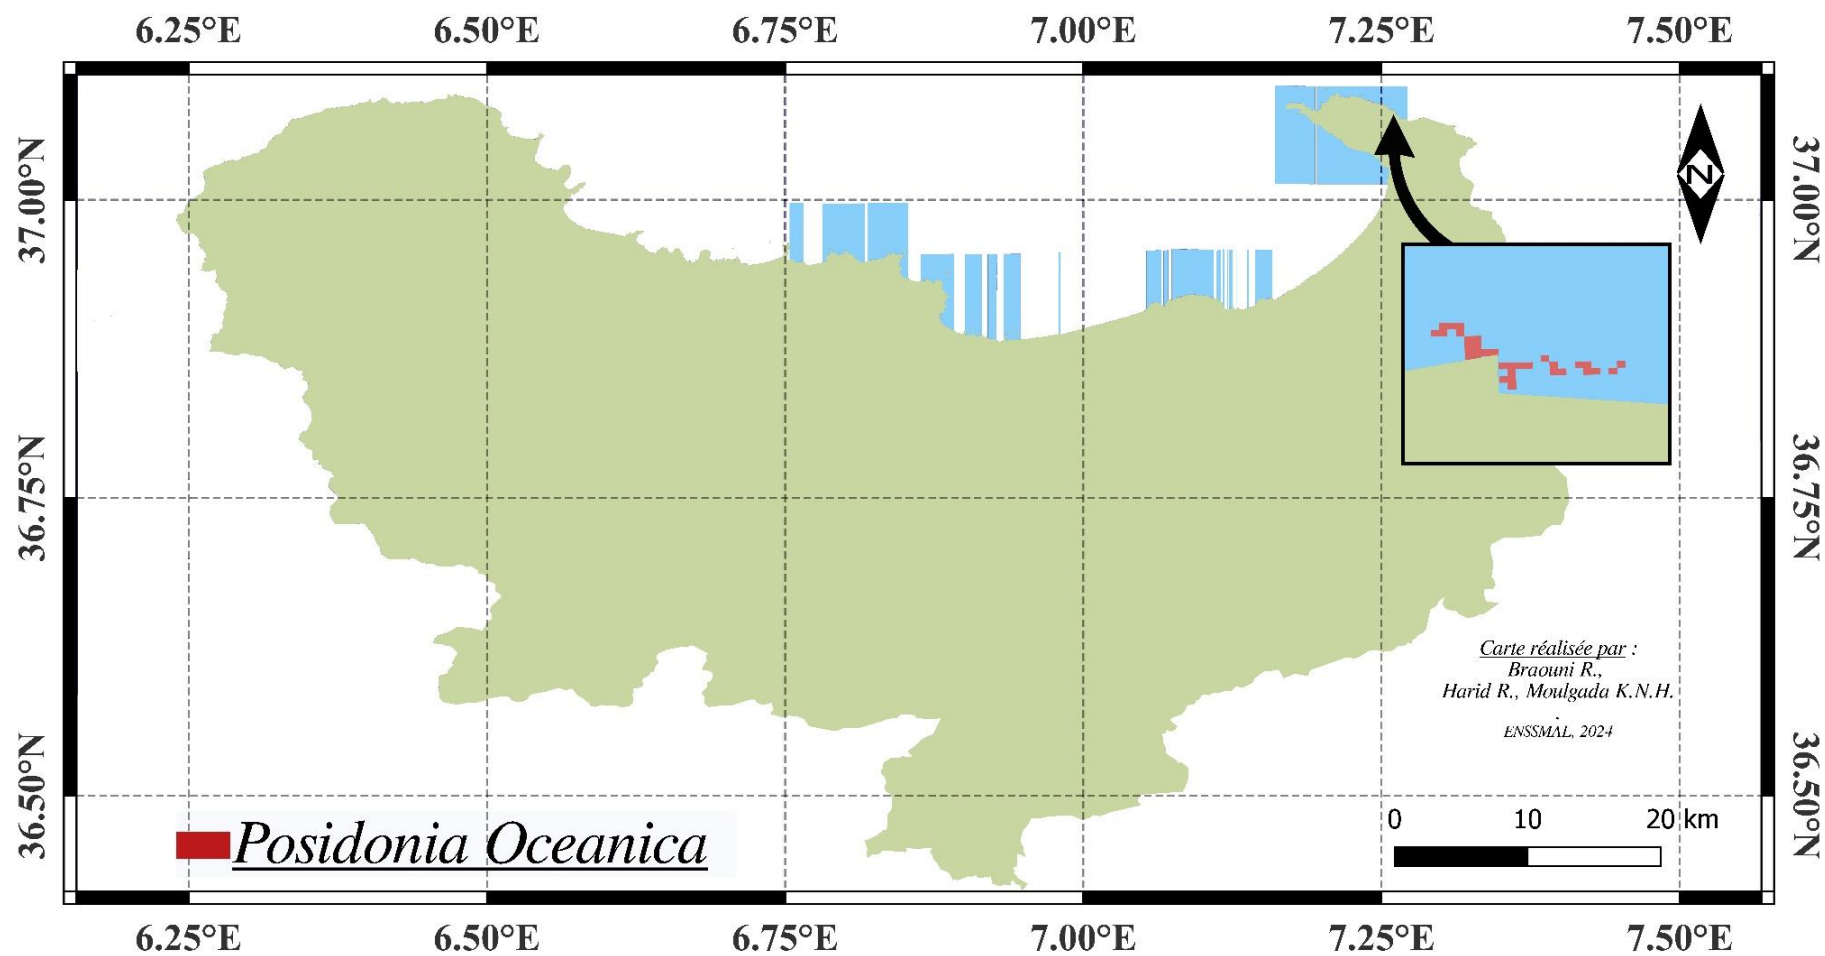 6.25°E 6.50°E 6.75°E 7.00°E 7.25°E 7.50°E
37.00°N 37.00°N
36.75°N 36.75°N
36.50°N 36.50°N
N
Carte réalisée par :
Braouni R.,
Harid R., Moulgada K.N.H.
.
ENSSMAL, 2024
0 10 20 km
Posidonia Oceanica
6.25°E 6.50°E 6.75°E 7.00°E 7.25°E 7.50°E